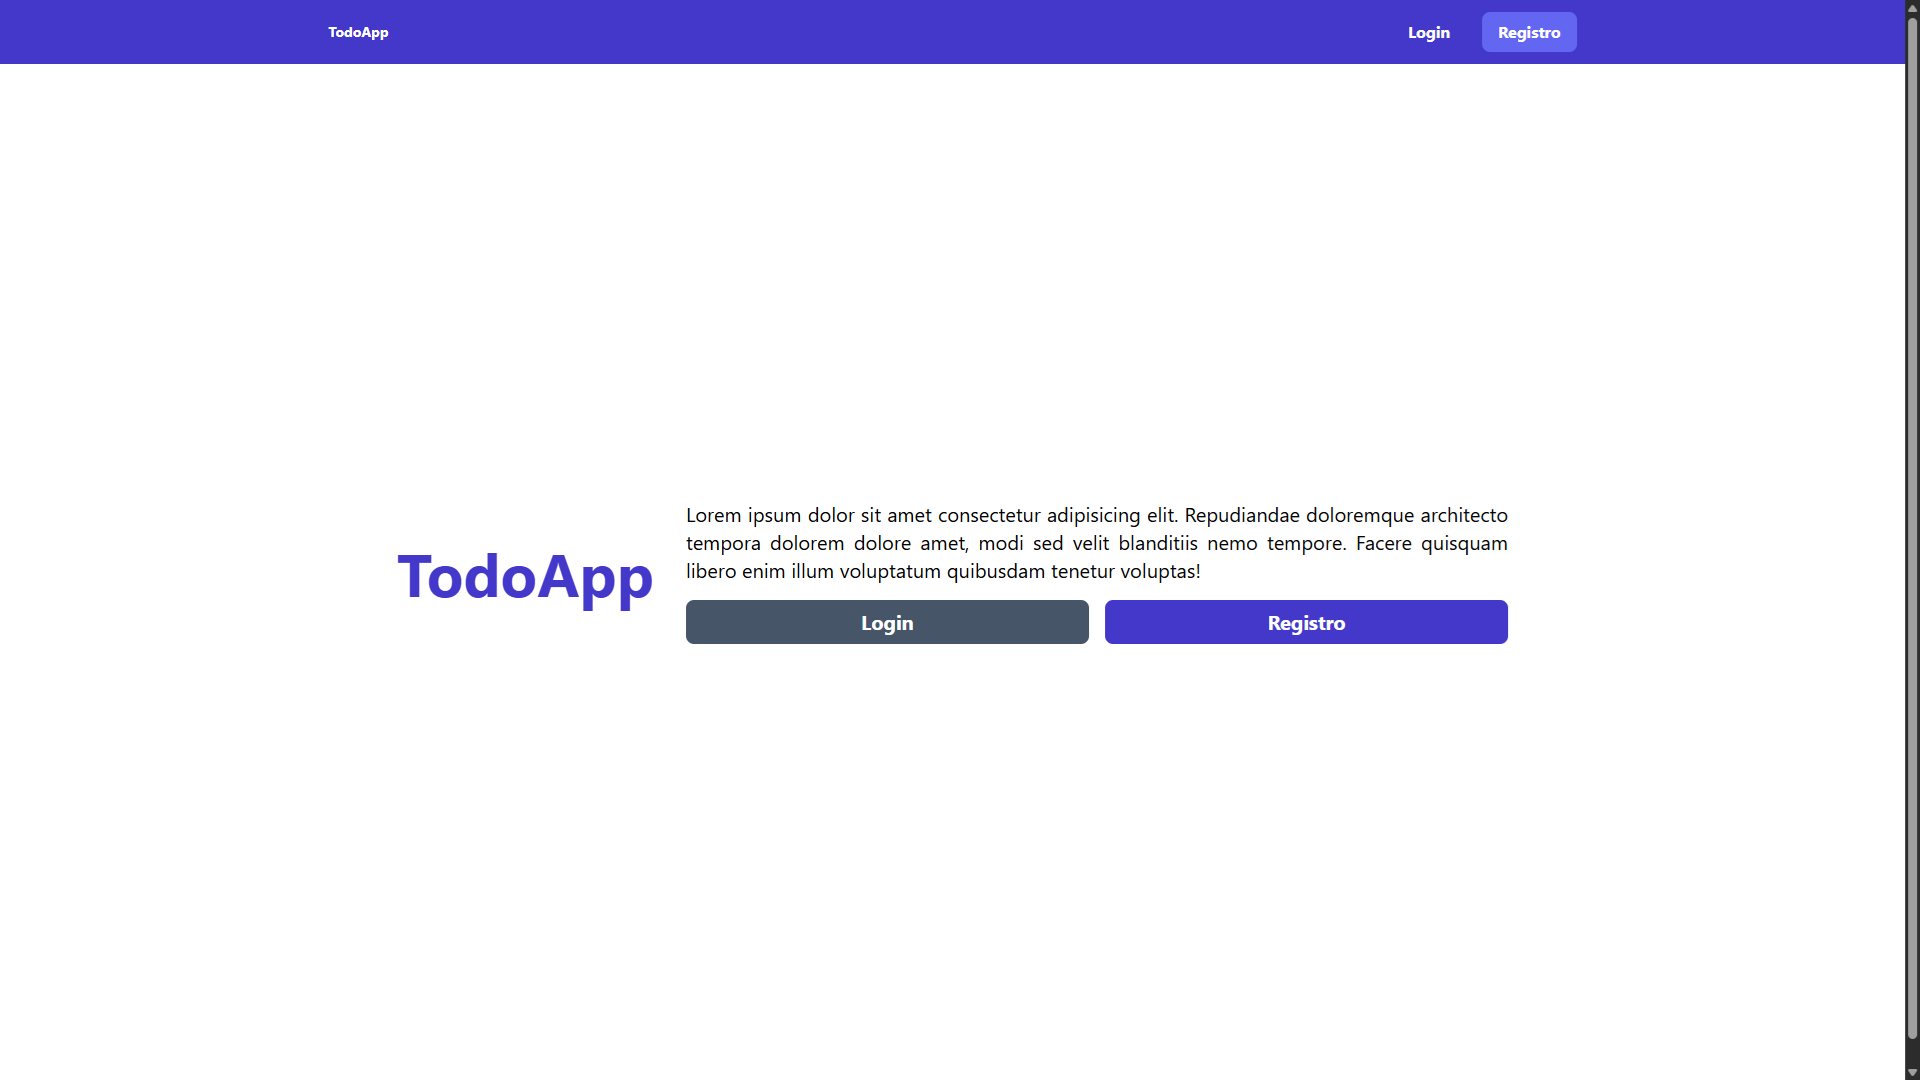 TodoApp
Login
Registro
TodoApp
Lorem ipsum dolor sit amet consectetur adipisicing elit. Repudiandae doloremque architecto
tempora dolorem dolore amet, modi sed velit blanditiis nemo tempore. Facere quisquam
libero enim illum voluptatum quibusdam tenetur voluptas!
Login
Registro